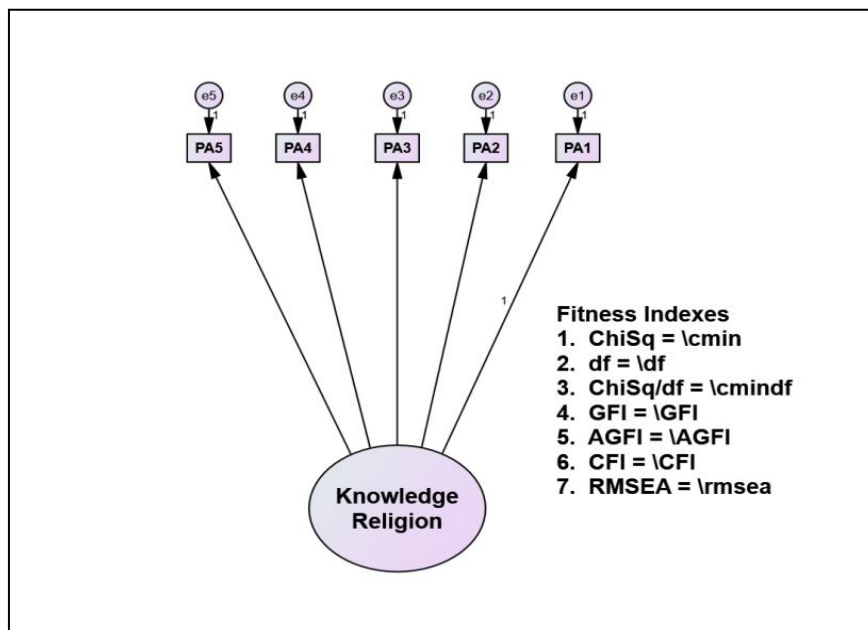 e5 e4 e3 e2 e1
1 1 1 1 1
PA5 PA4 PA3 PA2 PA1
1
Fitness Indexes
1. ChiSq = \cmin
2. df = \df
3. ChiSq/df = \cmindf
4. GFI = \GFI
5. AGFI = \AGFI
6. CFI = \CFI
7. RMSEA = \rmsea
Knowledge
Religion